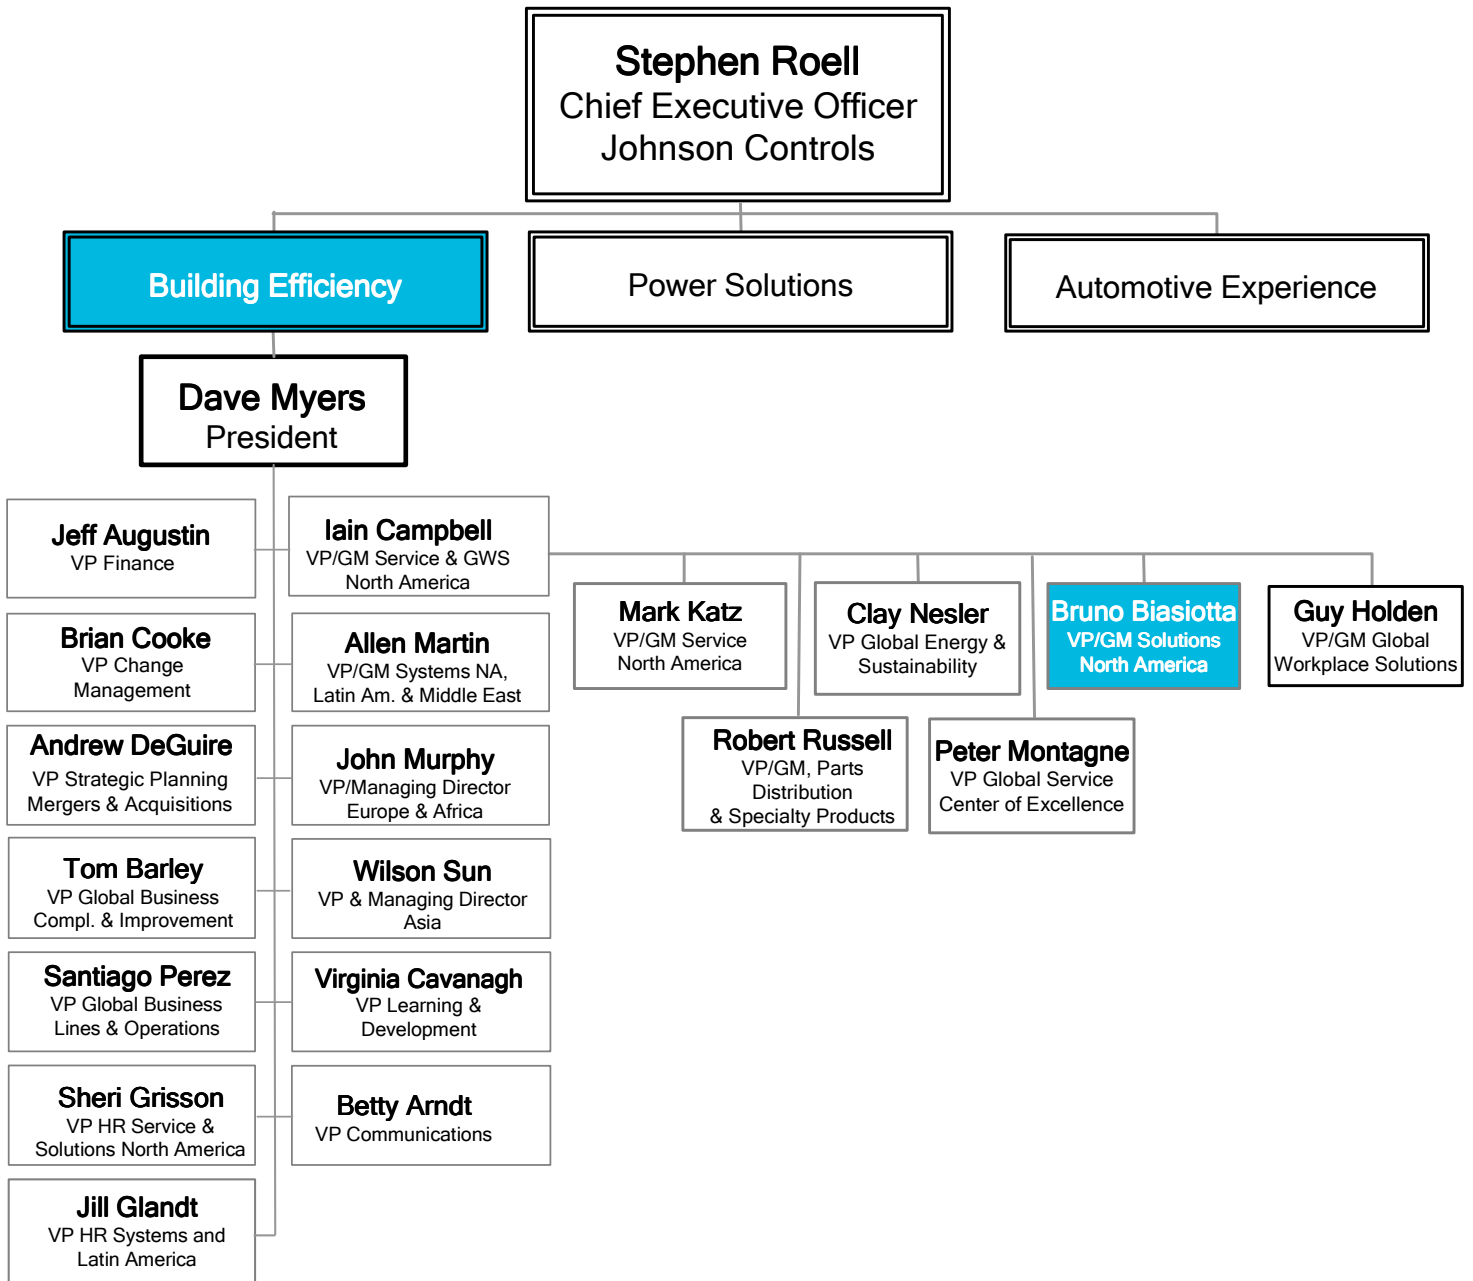 Stephen Roell
Chief Executive Officer
Johnson Controls
Building Efficiency
Power Solutions
Automotive Experience
Dave Myers
President
Jeff Augustin
VP Finance
Iain Campbell
VP/GM Service & GWS
North America
Brian Cooke
VP Change
Management
Allen Martin
VP/GM Systems NA,
Latin Am. & Middle East
Andrew DeGuire
VP Strategic Planning
Mergers & Acquisitions
John Murphy
VP/Managing Director
Europe & Africa
Tom Barley
VP Global Business
Compl. & Improvement
Wilson Sun
VP & Managing Director
Asia
Santiago Perez
VP Global Business
Lines & Operations
Virginia Cavanagh
VP Learning &
Development
Sheri Grisson
VP HR Service &
Solutions North America
Betty Arndt
VP Communications
Jill Glandt
VP HR Systems and
Latin America
Mark Katz
VP/GM Service
North America
Clay Nesler
VP Global Energy &
Sustainability
Bruno Biasiotta
VP/GM Solutions
North America
Guy Holden
VP/GM Global
Workplace Solutions
Robert Russell
VP/GM, Parts
Distribution
& Specialty Products
Peter Montagne
VP Global Service
Center of Excellence